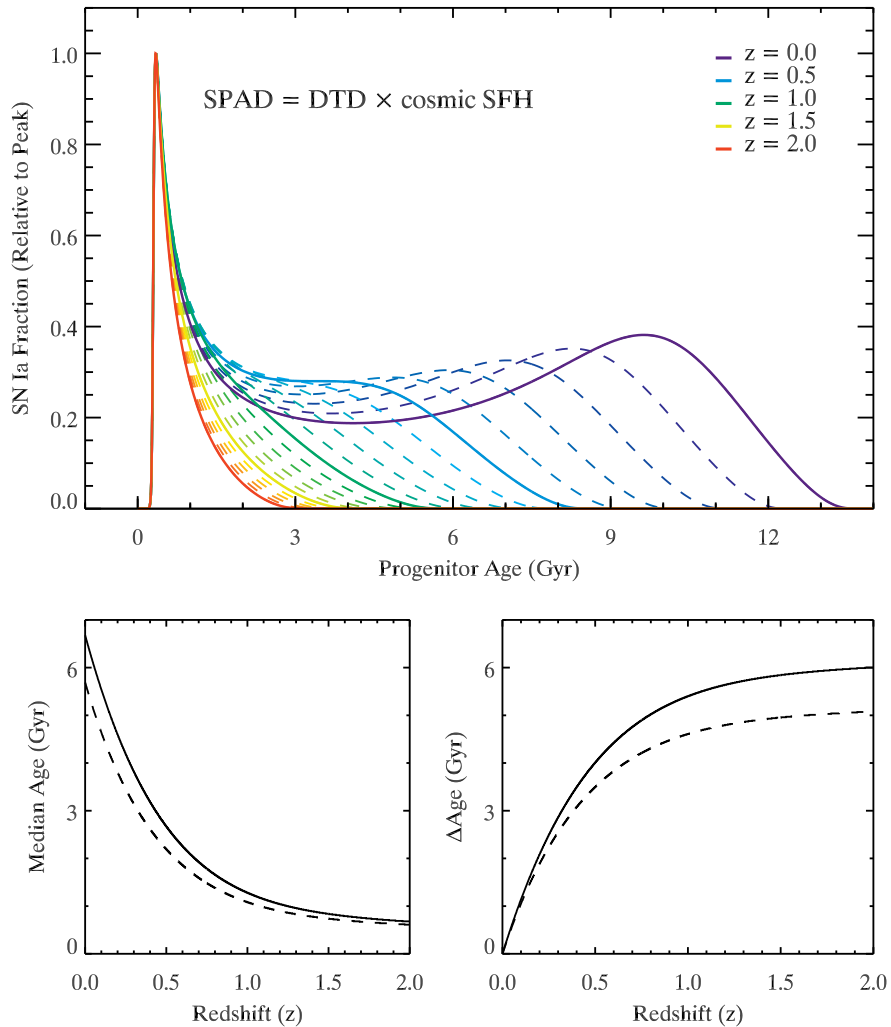 SN Ia Fraction (Relative to Peak)
1.0
0.8
0.6
0.4
0.2
0.0
SPAD = DTD × cosmic SFH
z = 0.0
z = 0.5
z = 1.0
z = 1.5
z = 2.0
0 3 6 9 12
Progenitor Age (Gyr)
Median Age (Gyr)
6
3
0
0.0 0.5 1.0 1.5 2.0
Redshift (z)
ΔAge (Gyr)
6
3
0
0.0 0.5 1.0 1.5 2.0
Redshift (z)